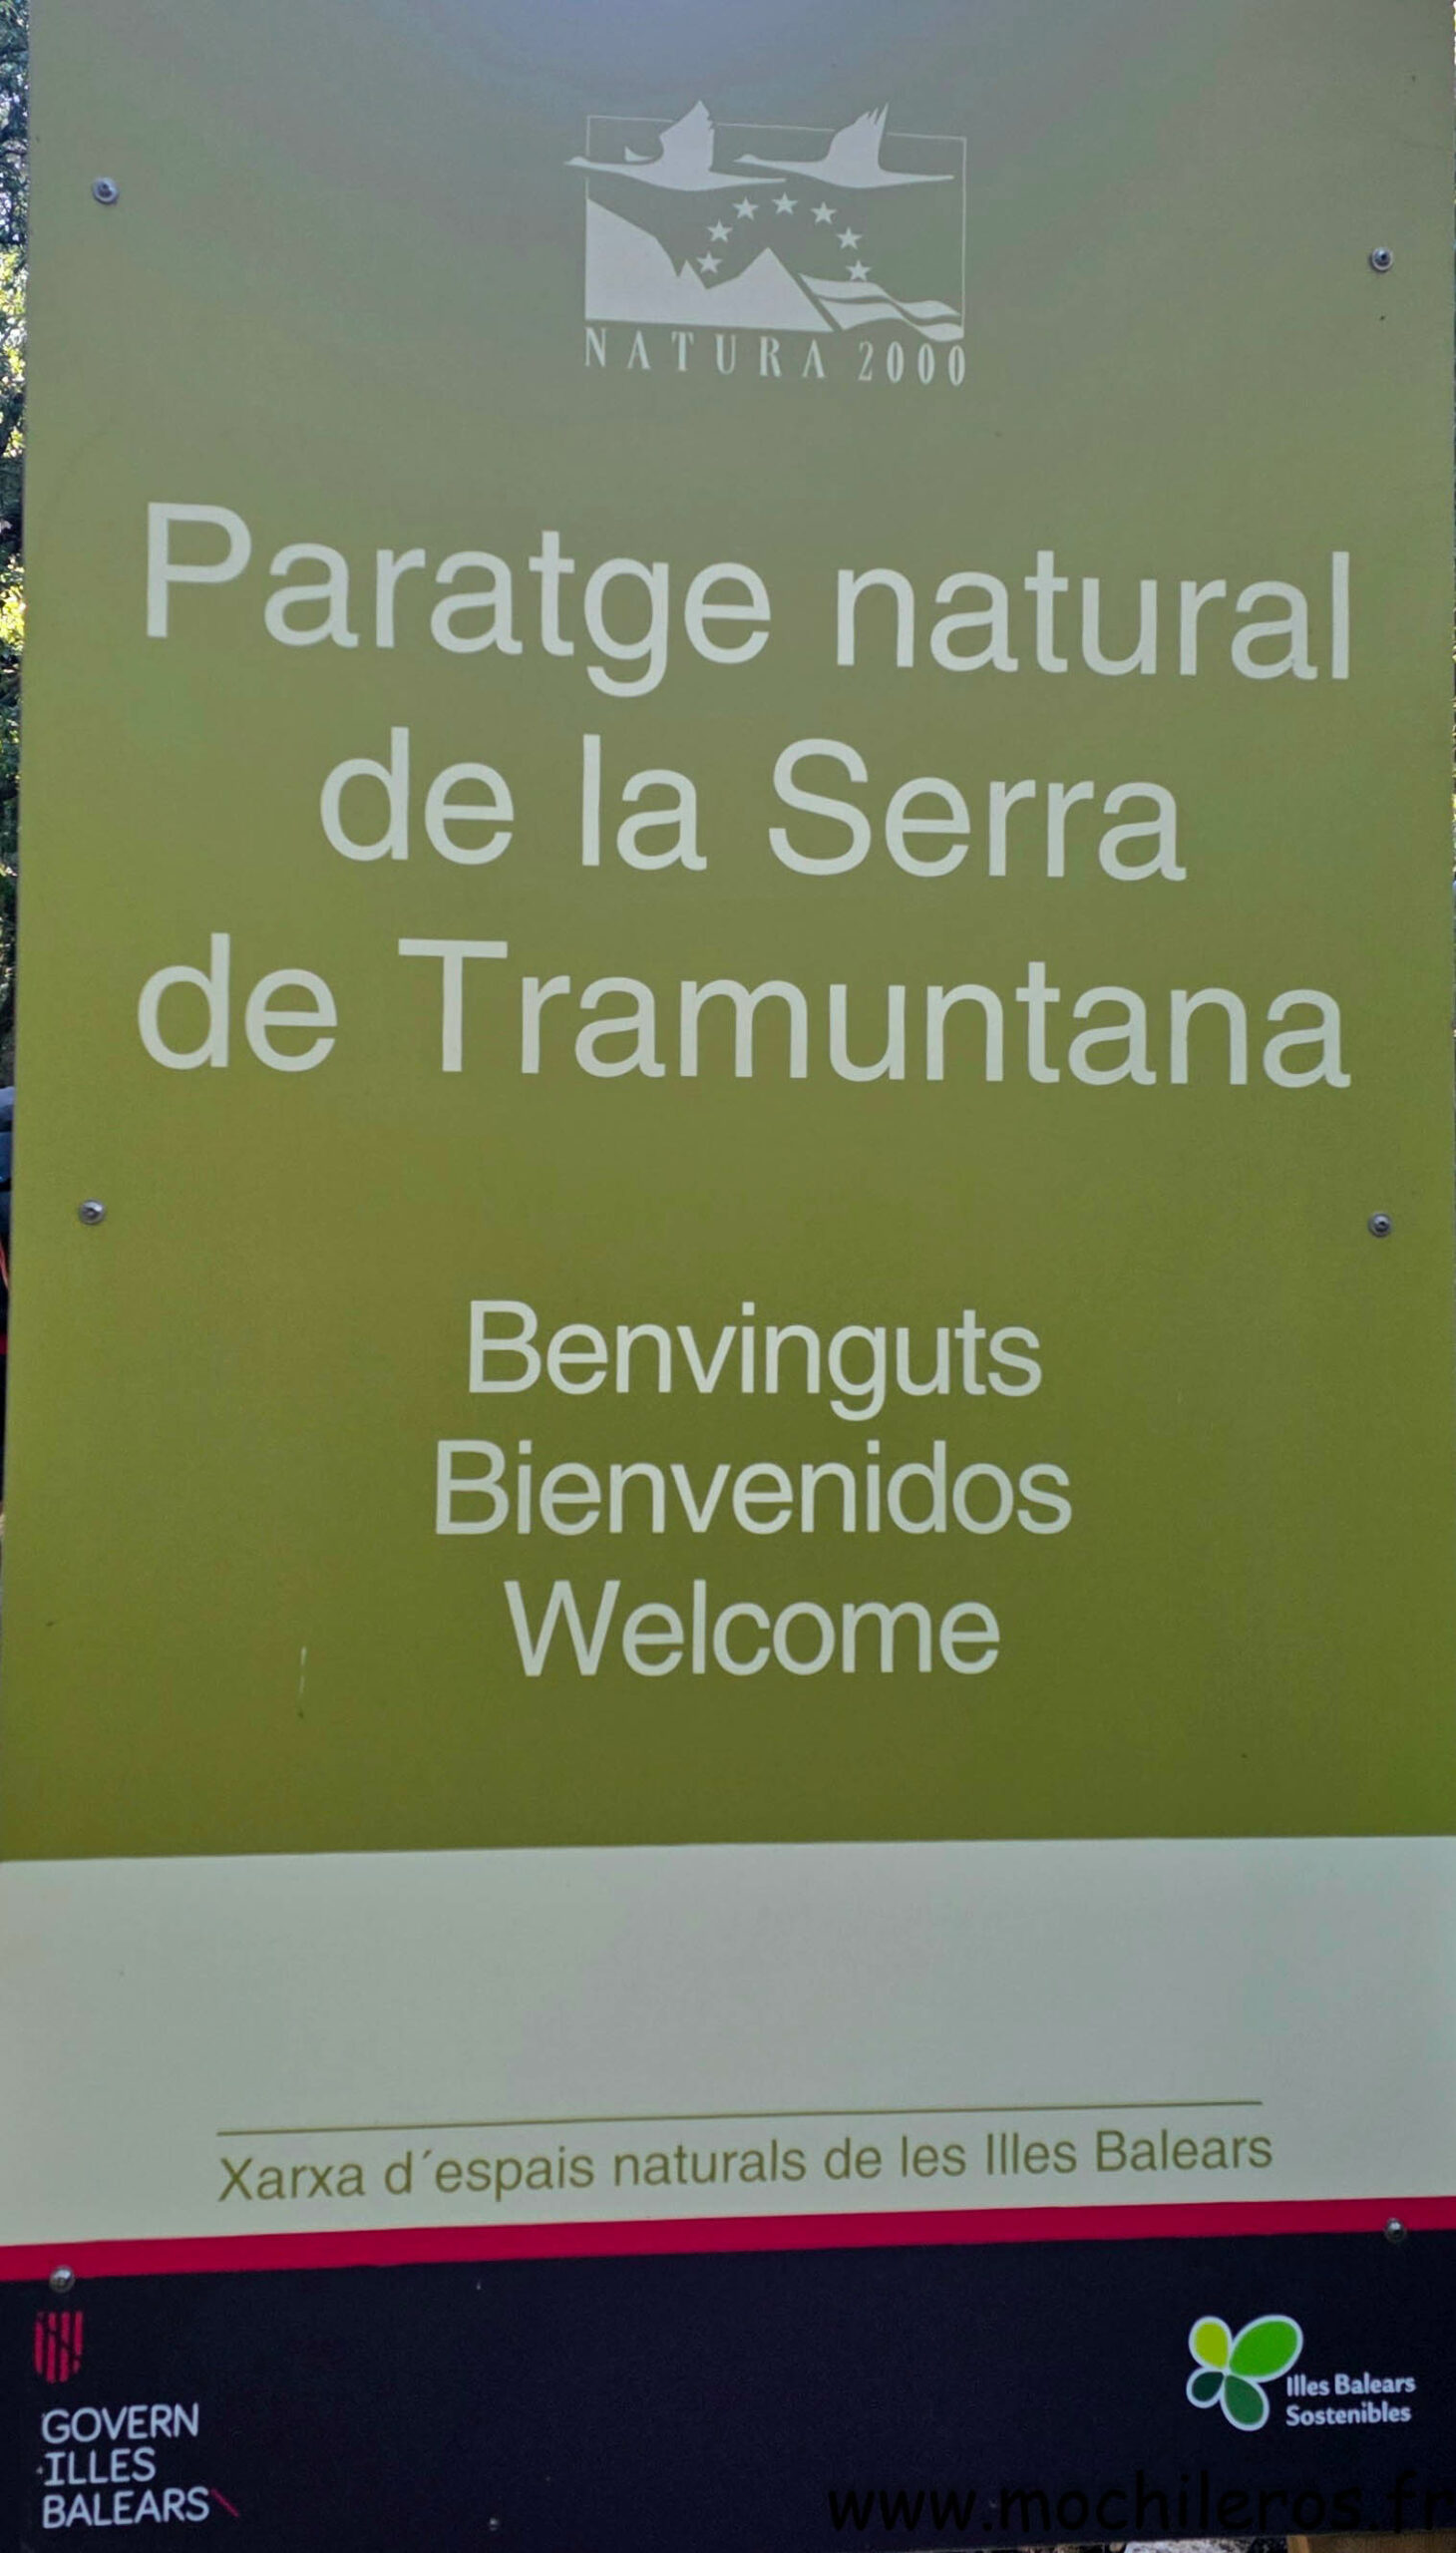 NATURA 2000
Paratge natural
de la Serra
de Tramuntana
Benvinguts
Bienvenidos
Welcome
Xarxa d´espais naturals de les Illes Balears
GOVERN
ILLES
BALEARS
Illes Balears
Sostenibles
www.mochileros.fr